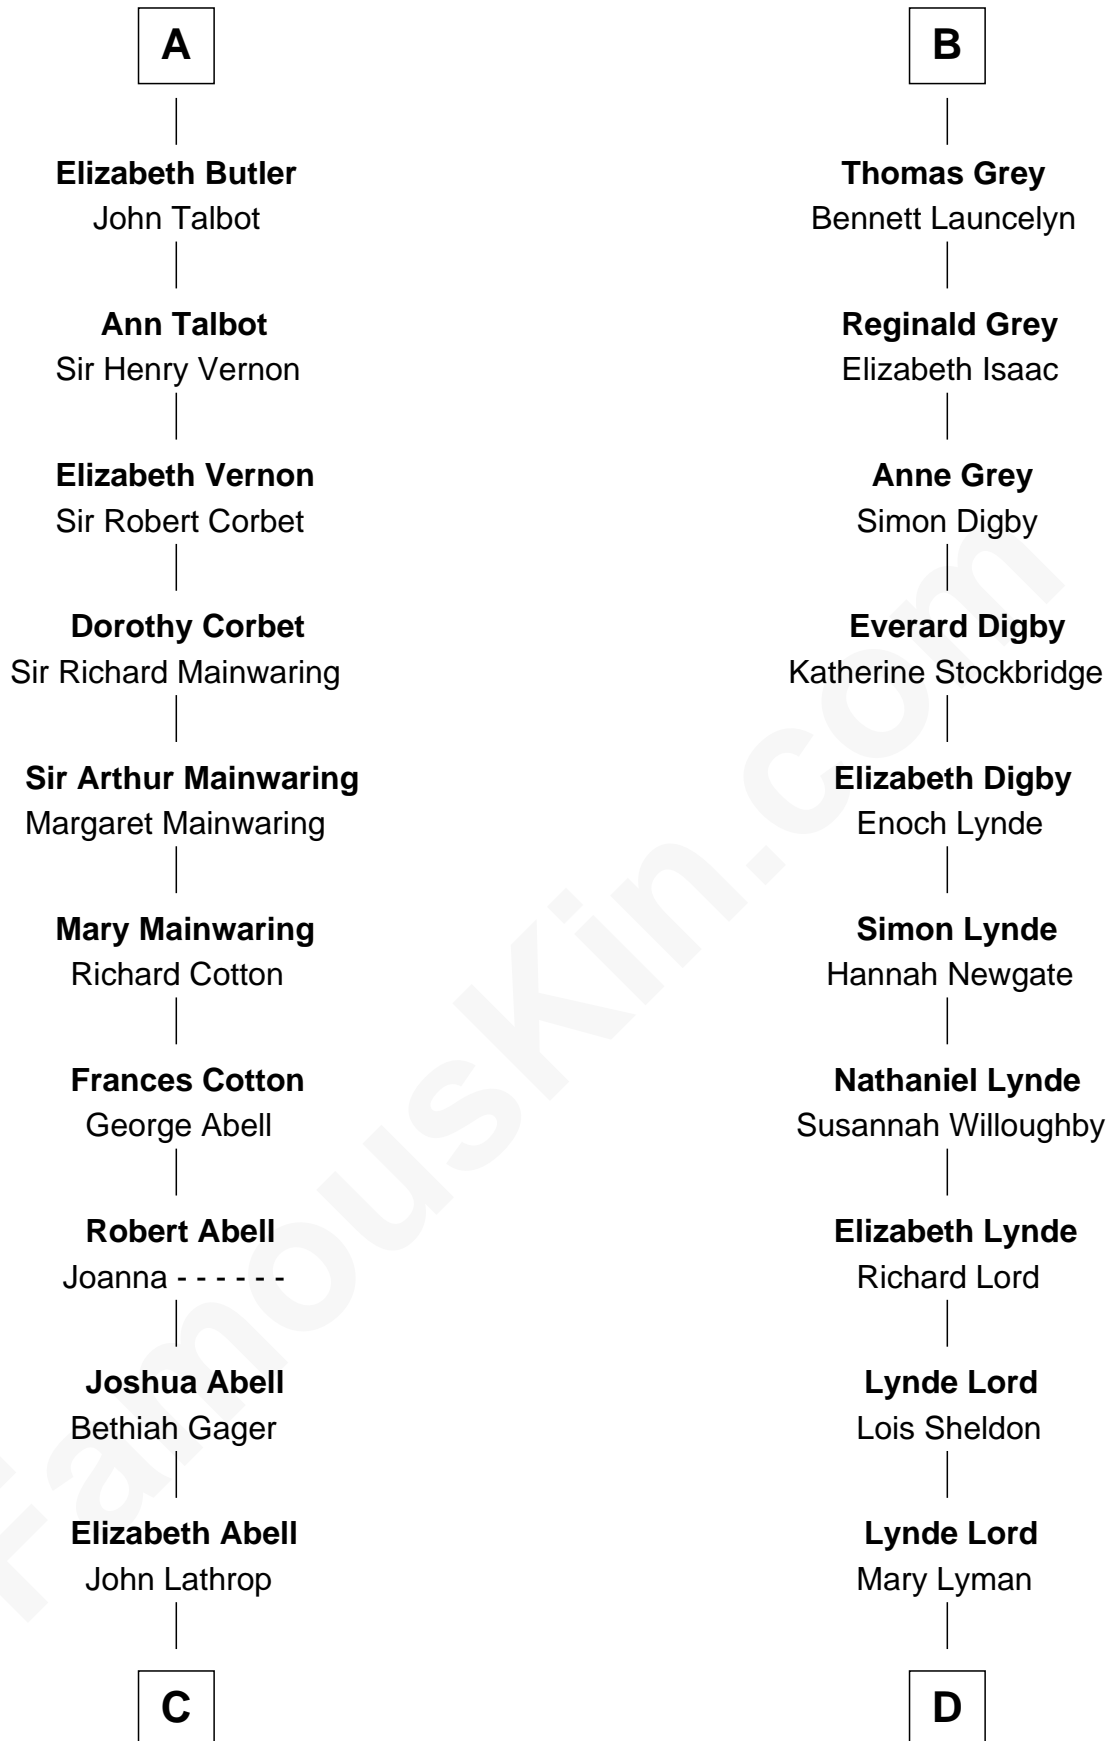 A
Elizabeth Butler
John Talbot
Ann Talbot
Sir Henry Vernon
Elizabeth Vernon
Sir Robert Corbet
Dorothy Corbet
Sir Richard Mainwaring
Sir Arthur Mainwaring
Margaret Mainwaring
Mary Mainwaring
Richard Cotton
Frances Cotton
George Abell
Robert Abell
Joanna - - - - - -
Joshua Abell
Bethiah Gager
Elizabeth Abell
John Lathrop
C
B
Thomas Grey
Bennett Launcelyn
Reginald Grey
Elizabeth Isaac
Anne Grey
Simon Digby
Everard Digby
Katherine Stockbridge
Elizabeth Digby
Enoch Lynde
Simon Lynde
Hannah Newgate
Nathaniel Lynde
Susannah Willoughby
Elizabeth Lynde
Richard Lord
Lynde Lord
Lois Sheldon
Lynde Lord
Mary Lyman
D
FamousKin.com